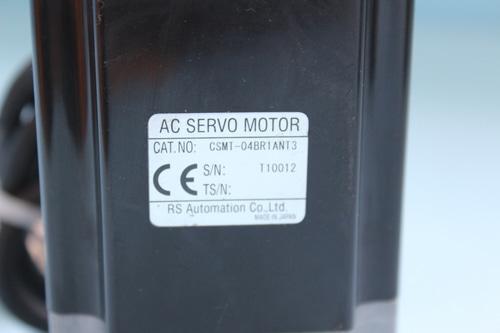 AC SERVO MOTOR
CAT.NO: CSMT-04BR1ANT3
CE S/N: T10012
TS/N:
RS Automation Co.,Ltd.
MADE IN JAPAN